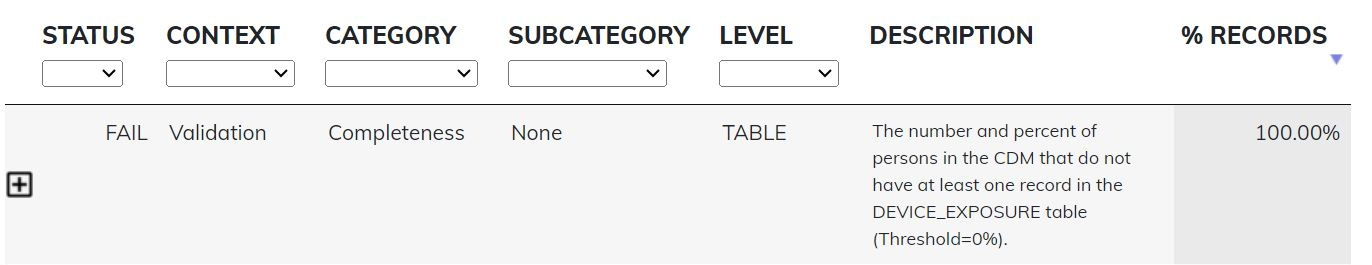 STATUS CONTEXT CATEGORY SUBCATEGORY LEVEL DESCRIPTION % RECORDS
FAIL Validation Completeness None TABLE The number and percent of 100.00%
persons in the CDM that do not
have at least one record in the
DEVICE_EXPOSURE table
(Threshold=0%).